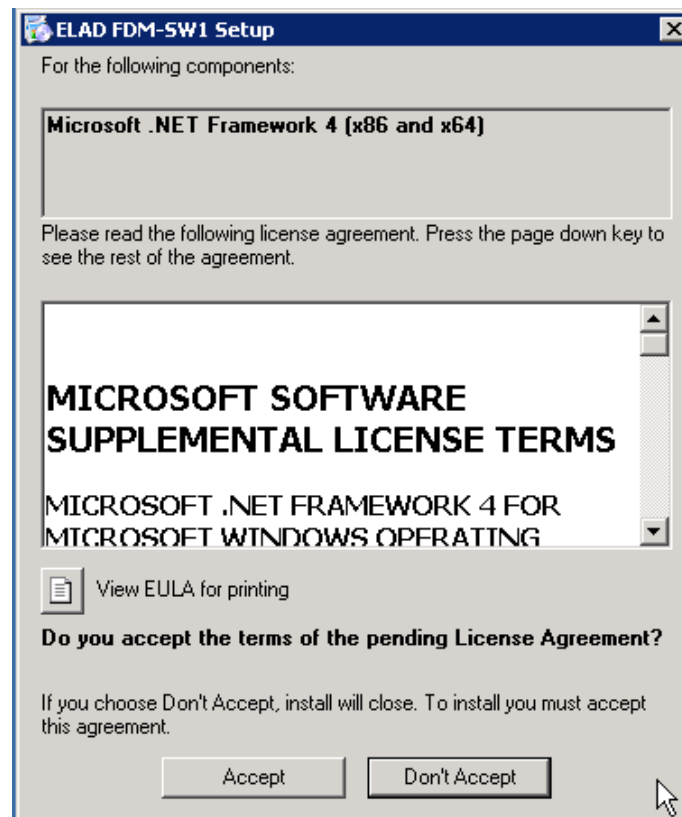 ELAD FDM-SW1 Setup
For the following components:
Microsoft .NET Framework 4 (x86 and x64)
Please read the following license agreement. Press the page down key to
see the rest of the agreement.
MICROSOFT SOFTWARE
SUPPLEMENTAL LICENSE TERMS
MICROSOFT .NET FRAMEWORK 4 FOR
MICROSOFT WINDOWS OPERATING
View EULA for printing
Do you accept the terms of the pending License Agreement?
If you choose Don't Accept, install will close. To install you must accept
this agreement.
Accept
Don't Accept